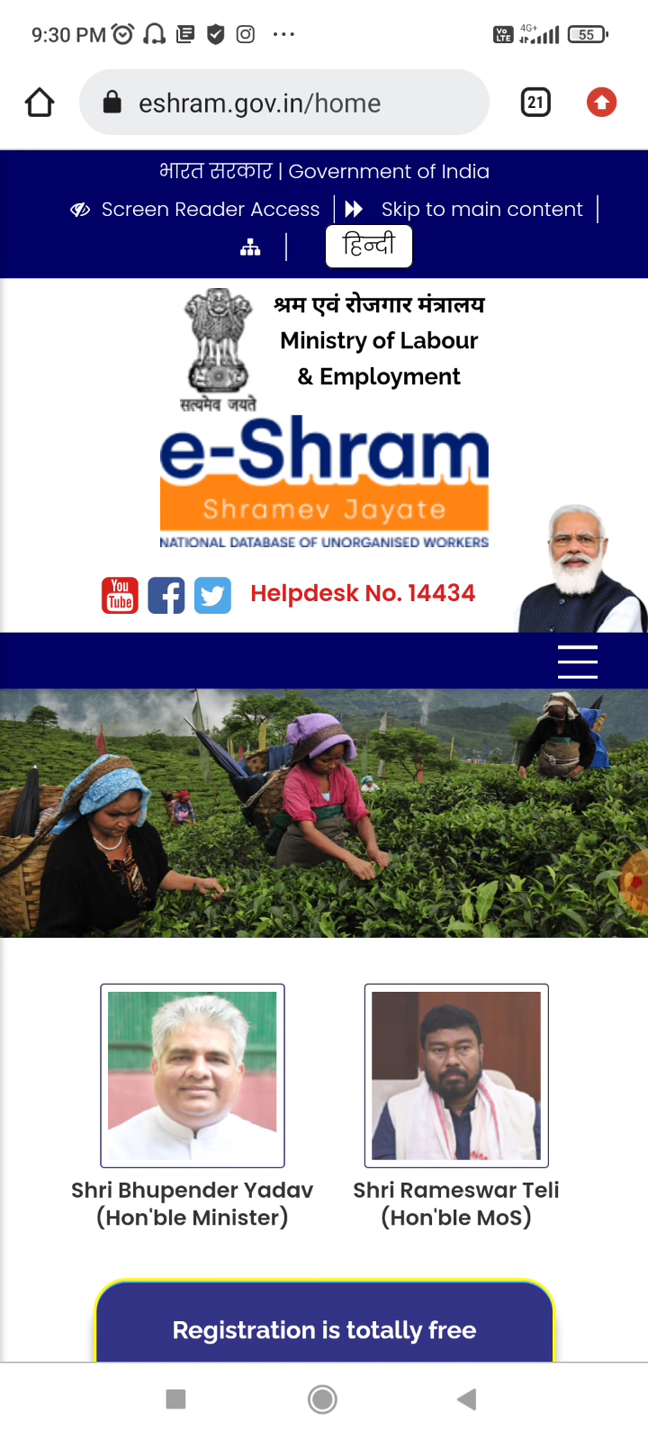 9:30 PM
Vo LTE 4G+ 55
eshram.gov.in/home
21
भारत सरकार | Government of India
Screen Reader Access | Skip to main content |
| हिन्दी
श्रम एवं रोजगार मंत्रालय
Ministry of Labour
& Employment
सत्यमेव जयते
e-Shram
Shramev Jayate
NATIONAL DATABASE OF UNORGANISED WORKERS
You Tube Helpdesk No. 14434
Shri Bhupender Yadav
(Hon'ble Minister)
Shri Rameswar Teli
(Hon'ble MoS)
Registration is totally free